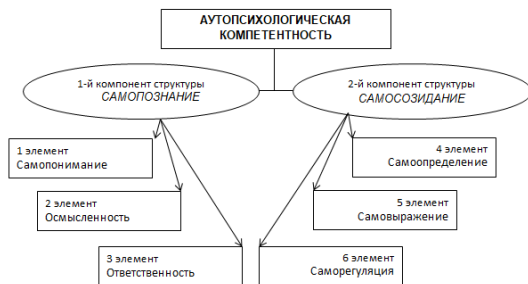 АУТОПСИХОЛОГИЧЕСКАЯ
КОМПЕТЕНТНОСТЬ
1-й компонент структуры
САМОПОЗНАНИЕ
2-й компонент структуры
САМОСОЗИДАНИЕ
1 элемент
Самопонимание
2 элемент
Осмысленность
3 элемент
Ответственность
4 элемент
Самоопределение
5 элемент
Самовыражение
6 элемент
Саморегуляция